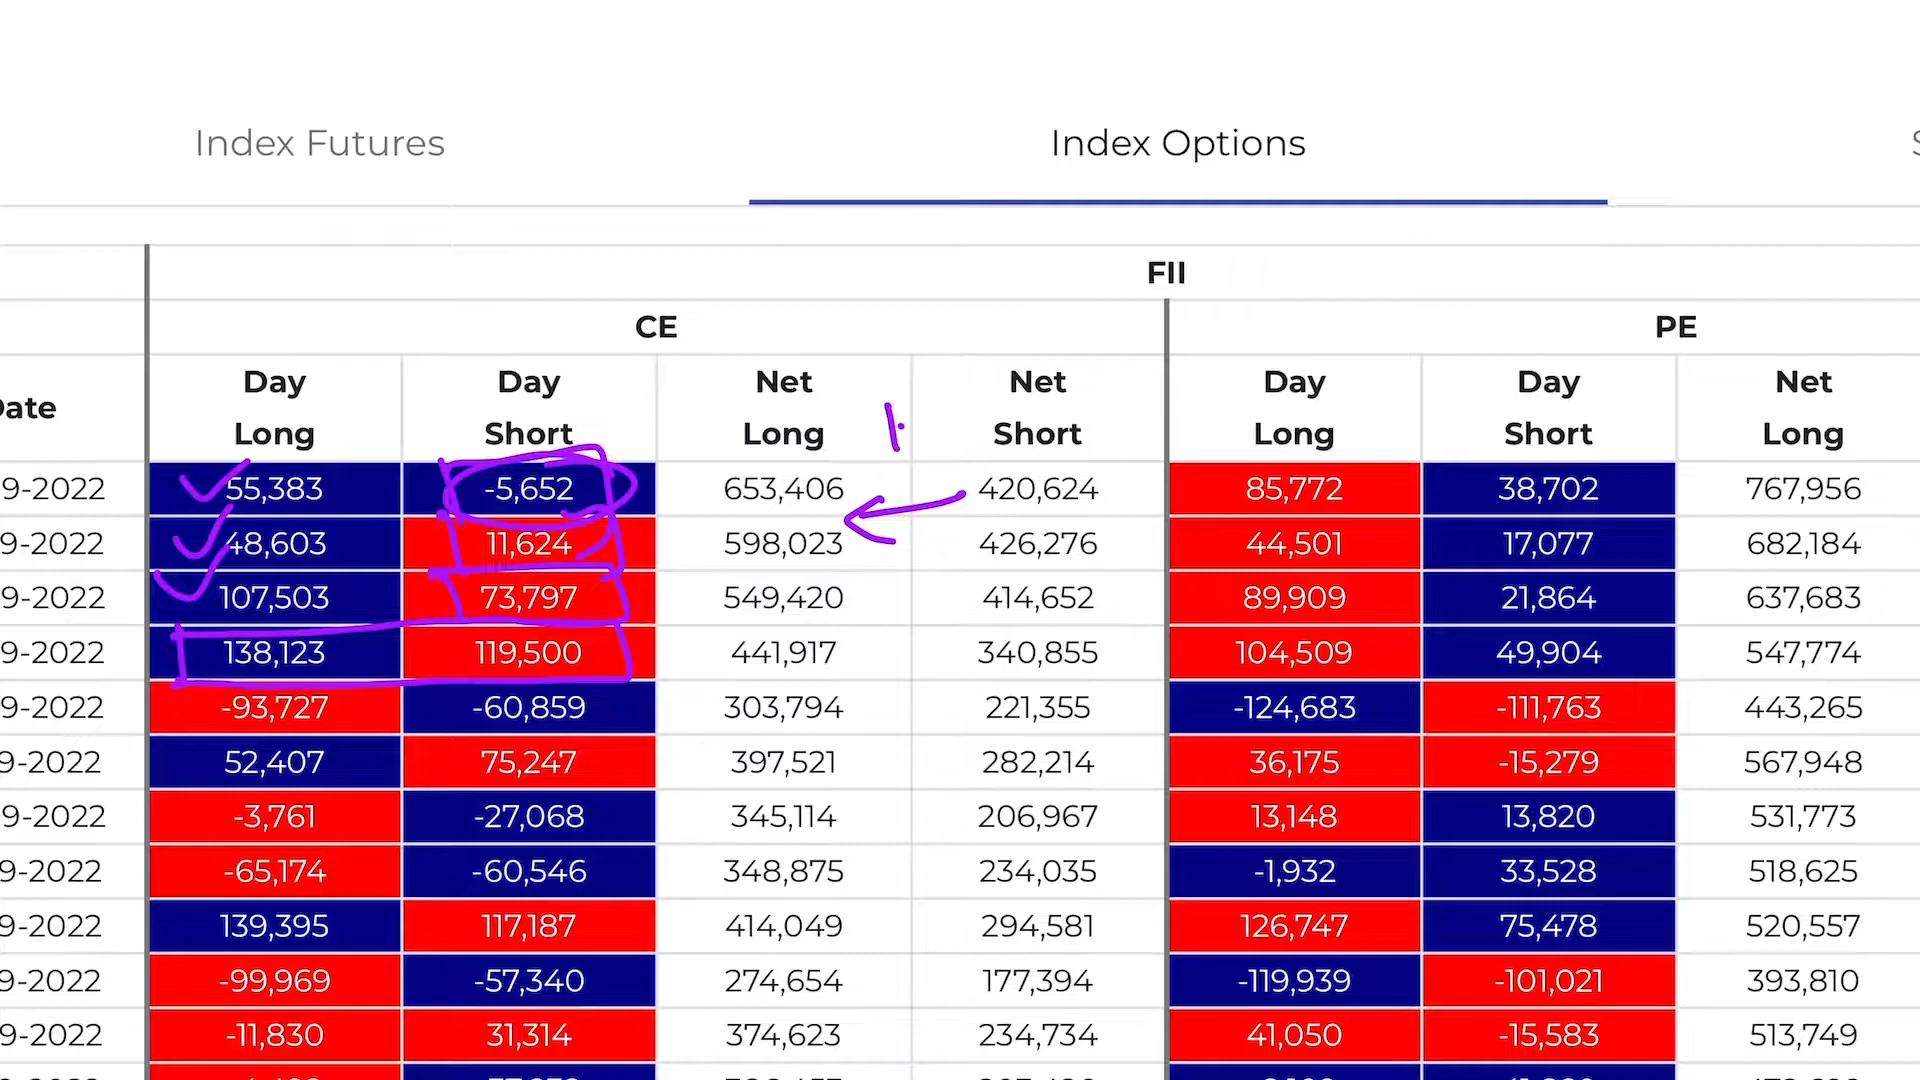 Index Futures Index Options
FII
CE PE
Date Day Long Day Short Net Long Net Short Day Long Day Short Net Long
9-2022 55,383 -5,652 653,406 420,624 85,772 38,702 767,956
9-2022 48,603 11,624 598,023 426,276 44,501 17,077 682,184
9-2022 107,503 73,797 549,420 414,652 89,909 21,864 637,683
9-2022 138,123 119,500 441,917 340,855 104,509 49,904 547,774
9-2022 -93,727 -60,859 303,794 221,355 -124,683 -111,763 443,265
9-2022 52,407 75,247 397,521 282,214 36,175 -15,279 567,948
9-2022 -3,761 -27,068 345,114 206,967 13,148 13,820 531,773
9-2022 -65,174 -60,546 348,875 234,035 -1,932 33,528 518,625
9-2022 139,395 117,187 414,049 294,581 126,747 75,478 520,557
9-2022 -99,969 -57,340 274,654 177,394 -119,939 -101,021 393,810
9-2022 -11,830 31,314 374,623 234,734 41,050 -15,583 513,749